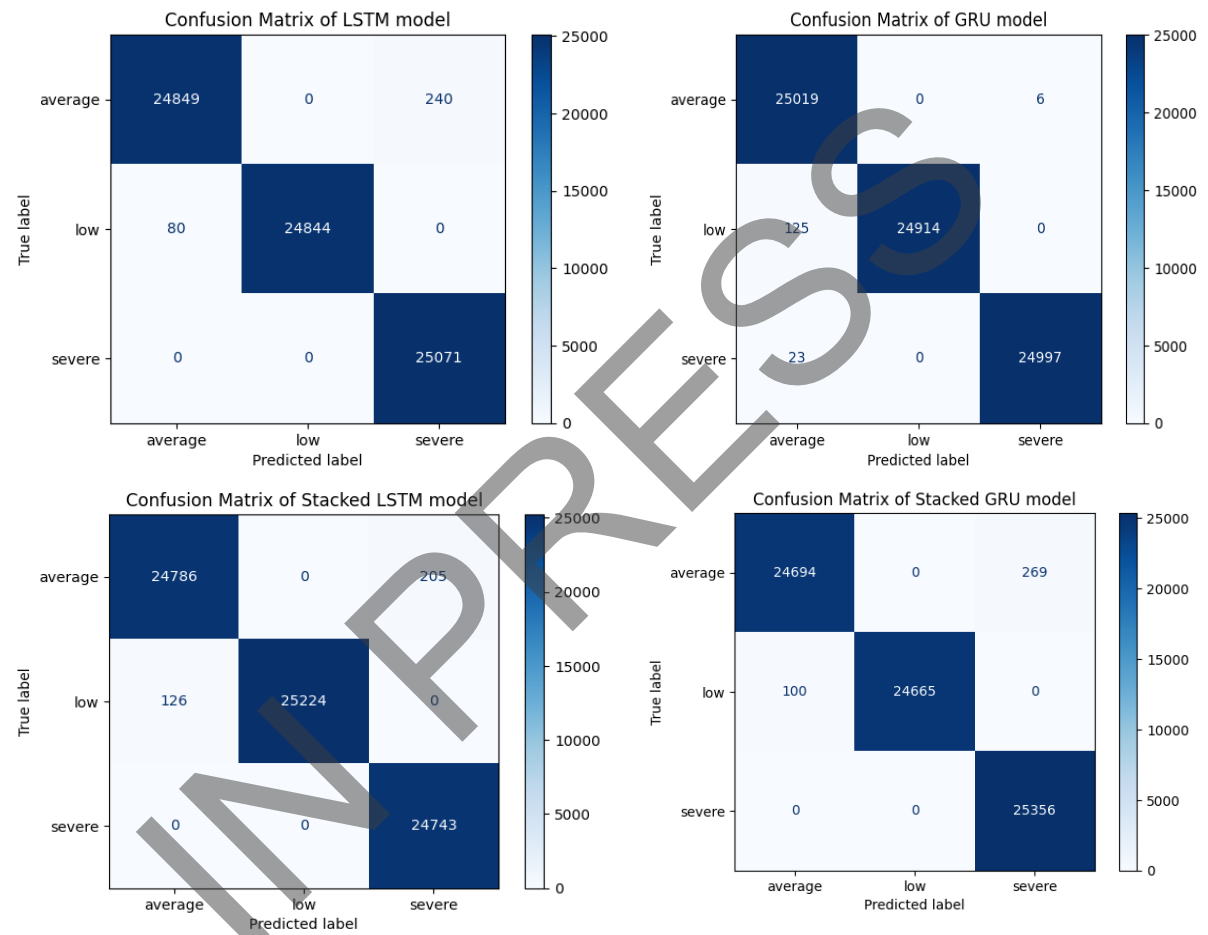 Confusion Matrix of LSTM model
average 24849 0 240
low 80 24844 0
severe 0 0 25071
average low severe
Predicted label
True label
25000
20000
15000
10000
5000
0
Confusion Matrix of GRU model
average 25019 0 6
low 125 24914 0
severe 23 0 24997
average low severe
Predicted label
True label
25000
20000
15000
10000
5000
0
Confusion Matrix of Stacked LSTM model
average 24786 0 205
low 126 25224 0
severe 0 0 24743
average low severe
Predicted label
True label
25000
20000
15000
10000
5000
0
Confusion Matrix of Stacked GRU model
average 24694 0 269
low 100 24665 0
severe 0 0 25356
average low severe
Predicted label
True label
25000
20000
15000
10000
5000
0
IN PRESS